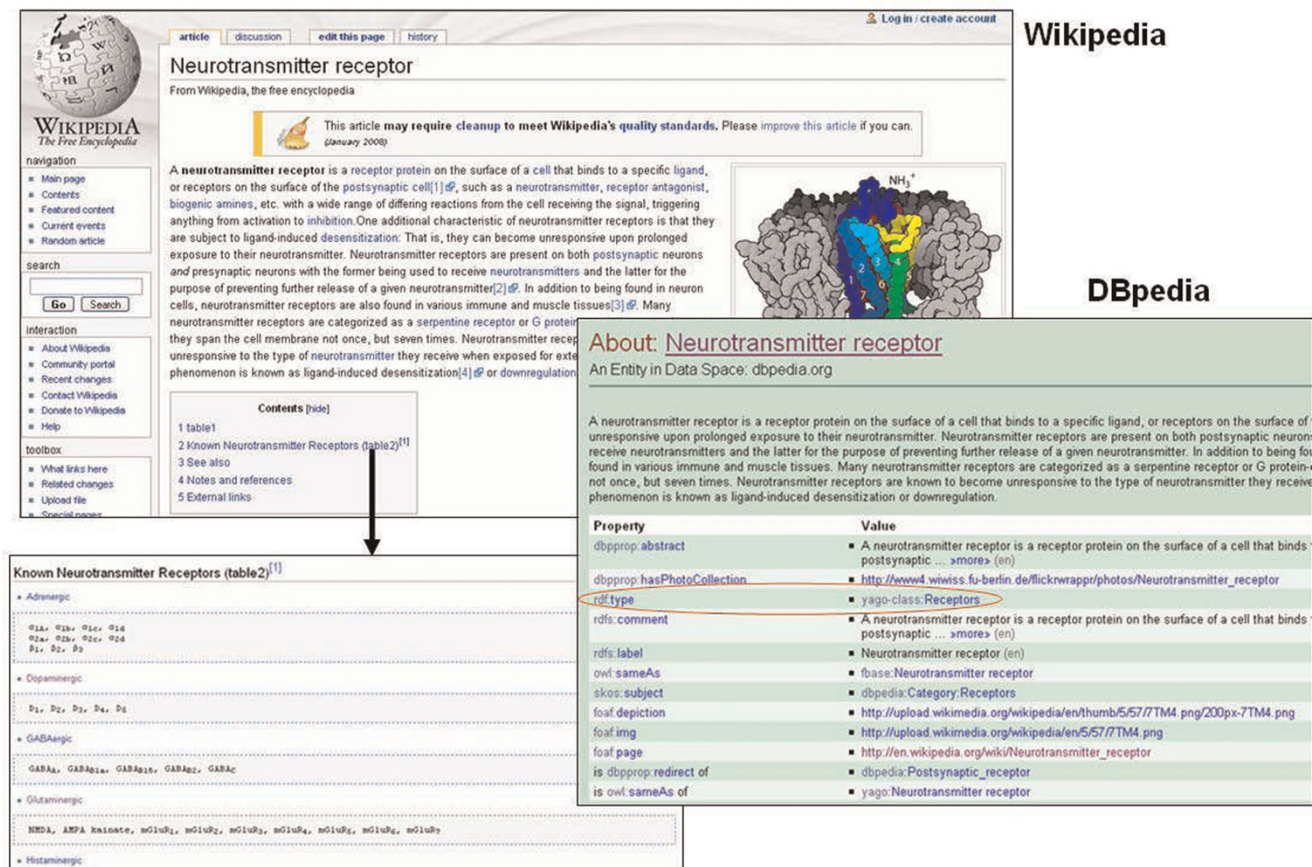 Log in / create account
Wikipedia
article discussion edit this page history
Neurotransmitter receptor
From Wikipedia, the free encyclopedia
WIKIPEDIA
The Free Encyclopedia
This article may require cleanup to meet Wikipedia's quality standards. Please improve this article if you can.
(January 2008)
navigation
Main page
Contents
Featured content
Current events
Random article
search
Go Search
interaction
About Wikipedia
Community portal
Recent changes
Contact Wikipedia
Donate to Wikipedia
Help
toolbox
What links here
Related changes
Upload file
Special pages
A neurotransmitter receptor is a receptor protein on the surface of a cell that binds to a specific ligand,
or receptors on the surface of the postsynaptic cell[1], such as a neurotransmitter, receptor antagonist,
biogenic amines, etc. with a wide range of differing reactions from the cell receiving the signal, triggering
anything from activation to inhibition.One additional characteristic of neurotransmitter receptors is that they
are subject to ligand-induced desensitization: That is, they can become unresponsive upon prolonged
exposure to their neurotransmitter. Neurotransmitter receptors are present on both postsynaptic neurons
and presynaptic neurons with the former being used to receive neurotransmitters and the latter for the
purpose of preventing further release of a given neurotransmitter[2]. In addition to being found in neuron
cells, neurotransmitter receptors are also found in various immune and muscle tissues[3]. Many
neurotransmitter receptors are categorized as a serpentine receptor or G protein
they span the cell membrane not once, but seven times. Neurotransmitter recep
unresponsive to the type of neurotransmitter they receive when exposed for exte
phenomenon is known as ligand-induced desensitization[4] or downregulation
NH₃⁺
1 2 3 4 6 7
Contents [hide]
1 table1
2 Known Neurotransmitter Receptors (table2)[1]
3 See also
4 Notes and references
5 External links
DBpedia
About: Neurotransmitter receptor
An Entity in Data Space: dbpedia.org
A neurotransmitter receptor is a receptor protein on the surface of a cell that binds to a specific ligand, or receptors on the surface of
unresponsive upon prolonged exposure to their neurotransmitter. Neurotransmitter receptors are present on both postsynaptic neuron
receive neurotransmitters and the latter for the purpose of preventing further release of a given neurotransmitter. In addition to being fou
found in various immune and muscle tissues. Many neurotransmitter receptors are categorized as a serpentine receptor or G protein-
not once, but seven times. Neurotransmitter receptors are known to become unresponsive to the type of neurotransmitter they receive
phenomenon is known as ligand-induced desensitization or downregulation.
Property Value
dbpprop:abstract A neurotransmitter receptor is a receptor protein on the surface of a cell that binds
postsynaptic ... »more» (en)
dbpprop:hasPhotoCollection http://www4.wiwiss.fu-berlin.de/flickrwrappr/photos/Neurotransmitter_receptor
rdf:type yago-class:Receptors
rdfs:comment A neurotransmitter receptor is a receptor protein on the surface of a cell that binds
postsynaptic ... »more» (en)
rdfs:label Neurotransmitter receptor (en)
owl:sameAs fbase:Neurotransmitter receptor
skos:subject dbpedia:Category:Receptors
foaf:depiction http://upload.wikimedia.org/wikipedia/en/thumb/5/57/7TM4.png/200px-7TM4.png
foaf:img http://upload.wikimedia.org/wikipedia/en/5/57/7TM4.png
foaf:page http://en.wikipedia.org/wiki/Neurotransmitter_receptor
is dbpprop:redirect of dbpedia:Postsynaptic_receptor
is owl:sameAs of yago:Neurotransmitter receptor
Known Neurotransmitter Receptors (table2)[1]
Adrenergic
α1A, α1b, α1c, α1d
α2a, α2b, α2c, α2d
β1, β2, β3
Dopaminergic
D1, D2, D3, D4, D5
GABAergic
GABAA, GABAB1a, GABAB1δ, GABAB2, GABAC
Glutaminergic
NMDA, AMPA kainate, mGluR1, mGluR2, mGluR3, mGluR4, mGluR5, mGluR6, mGluR7
Histaminergic